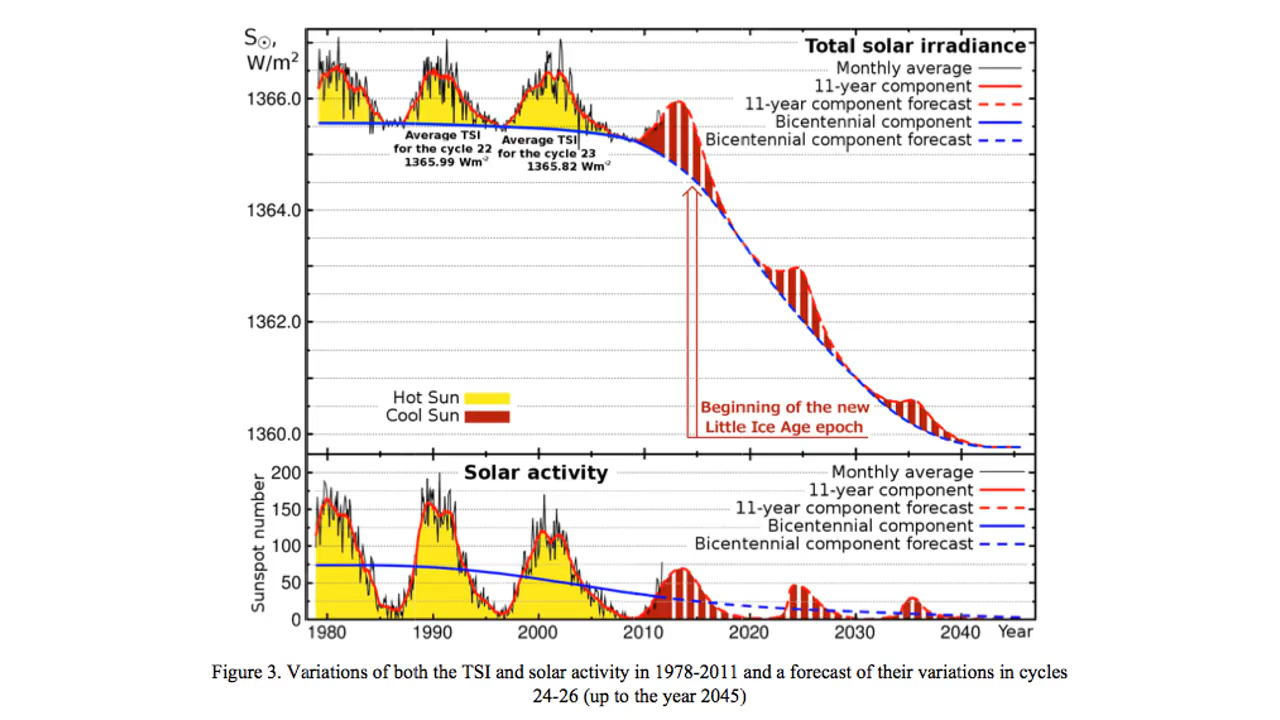 S☉,
W/m²
Total solar irradiance
Monthly average
11-year component
11-year component forecast
Bicentennial component
Bicentennial component forecast
1366.0
1364.0
1362.0
1360.0
Average TSI
for the cycle 22
1365.99 Wm⁻²
Average TSI
for the cycle 23
1365.82 Wm⁻²
Hot Sun
Cool Sun
Beginning of the new
Little Ice Age epoch
Solar activity
Monthly average
11-year component
11-year component forecast
Bicentennial component
Bicentennial component forecast
Sunspot number
200
150
100
50
0
1980 1990 2000 2010 2020 2030 2040 Year
Figure 3. Variations of both the TSI and solar activity in 1978-2011 and a forecast of their variations in cycles
24-26 (up to the year 2045)